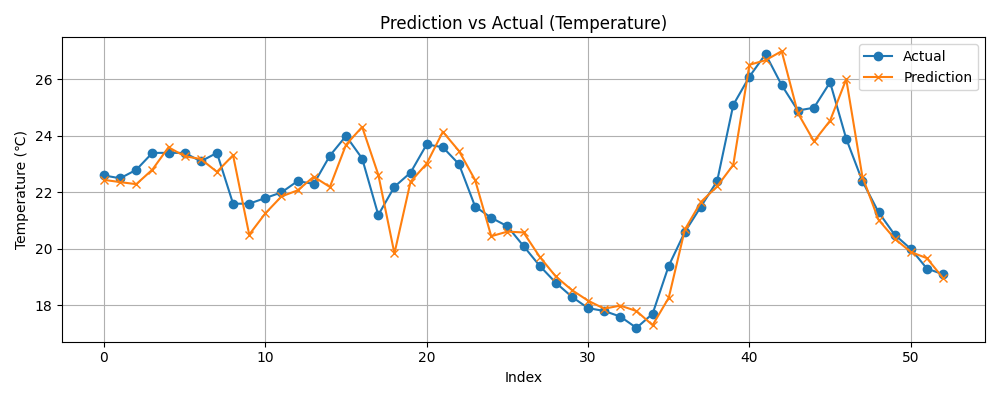 Prediction vs Actual (Temperature)
Temperature (℃)
26
24
22
20
18
Actual
Prediction
0 10 20 30 40 50
Index